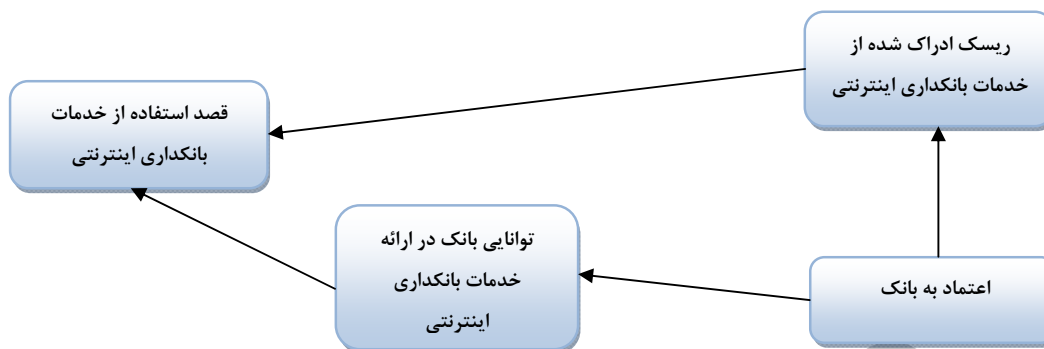 ریسک ادراک شده از
خدمات بانکداری اینترنتی
قصد استفاده از خدمات
بانکداری اینترنتی
توانایی بانک در ارائه
خدمات بانکداری
اینترنتی
اعتماد به بانک